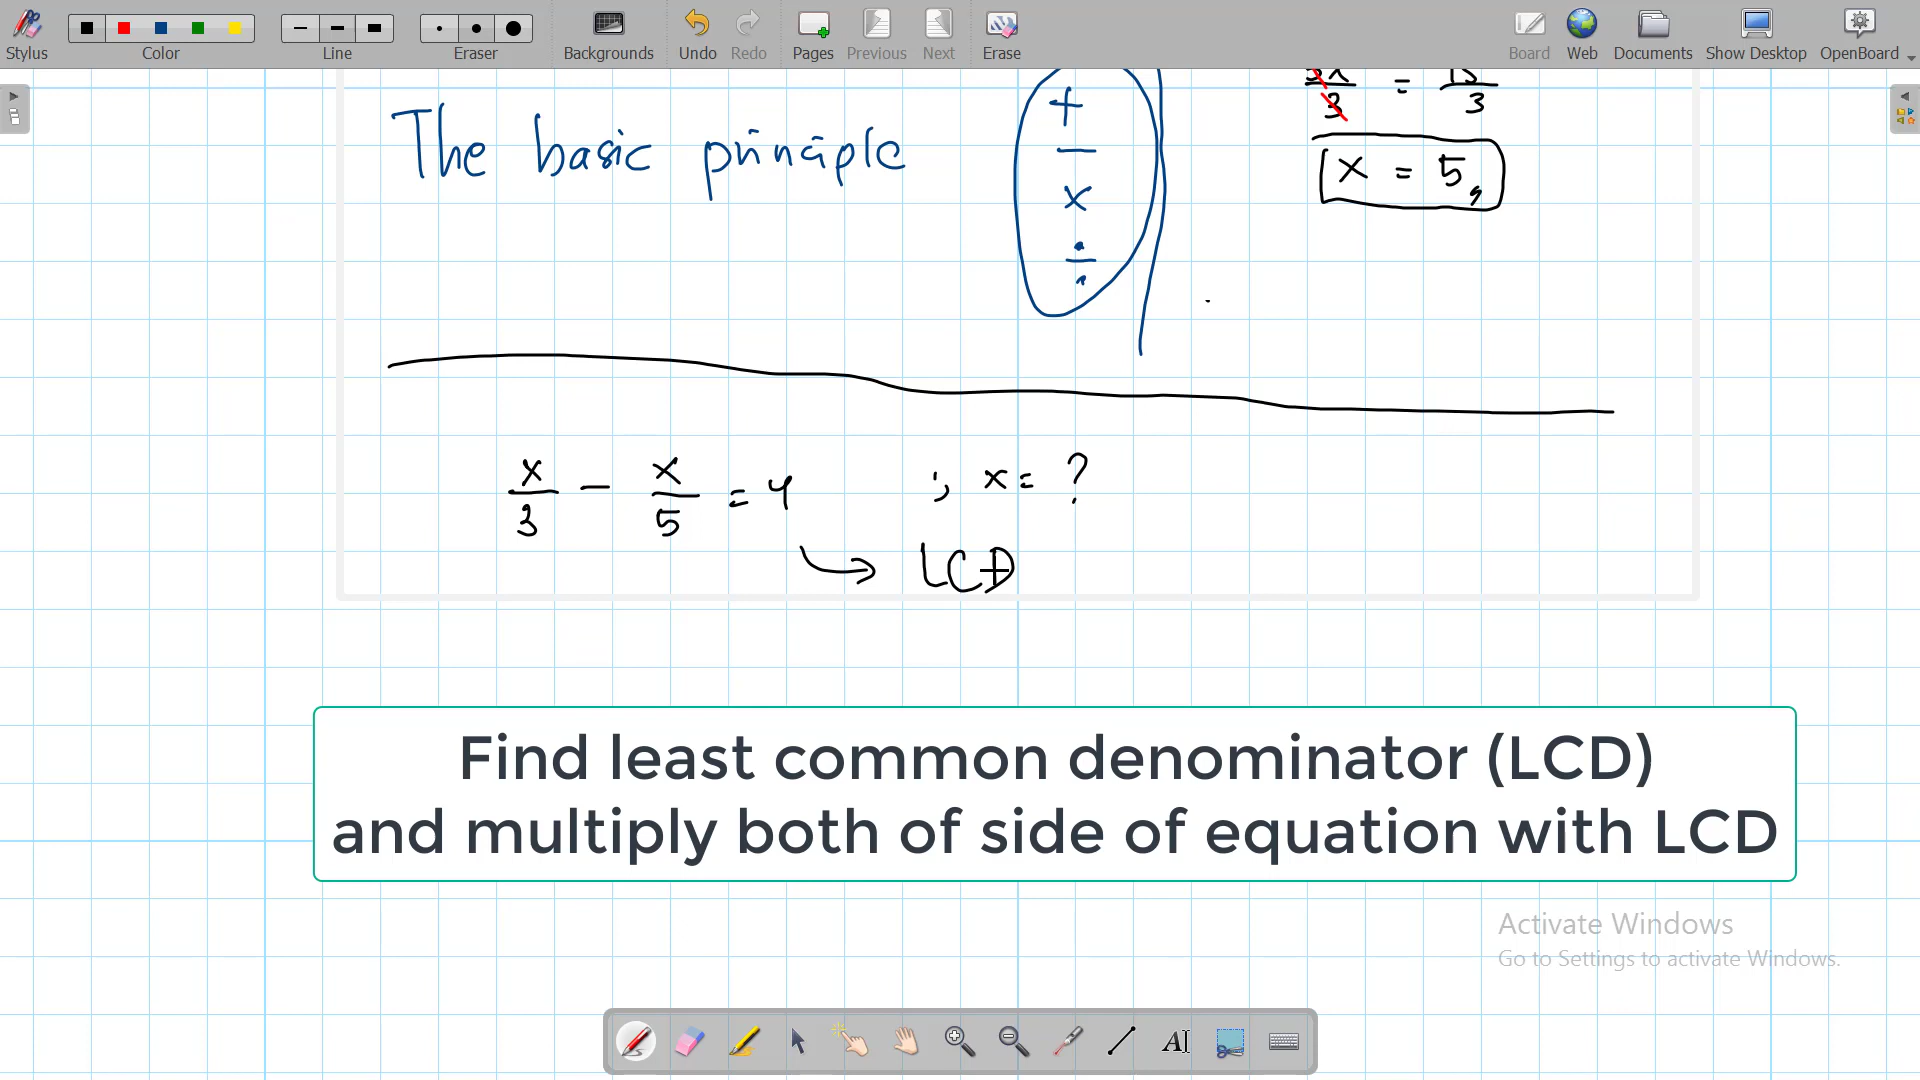 Stylus
Color
Line
Eraser
Backgrounds
Undo
Redo
Pages
Previous
Next
Erase
Board
Web
Documents
Show Desktop
OpenBoard
The basic principle
+
−
x
÷
3x/3 = 15/3
x = 5,
x/3 − x/5 = 4 ; x = ?
↳ LCD
Find least common denominator (LCD)
and multiply both of side of equation with LCD
Activate Windows
Go to Settings to activate Windows.